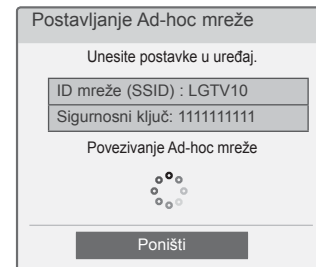 Postavljanje Ad-hoc mreže
Unesite postavke u uređaj.
ID mreže (SSID) : LGTV10
Sigurnosni ključ: 1111111111
Povezivanje Ad-hoc mreže
Poništi